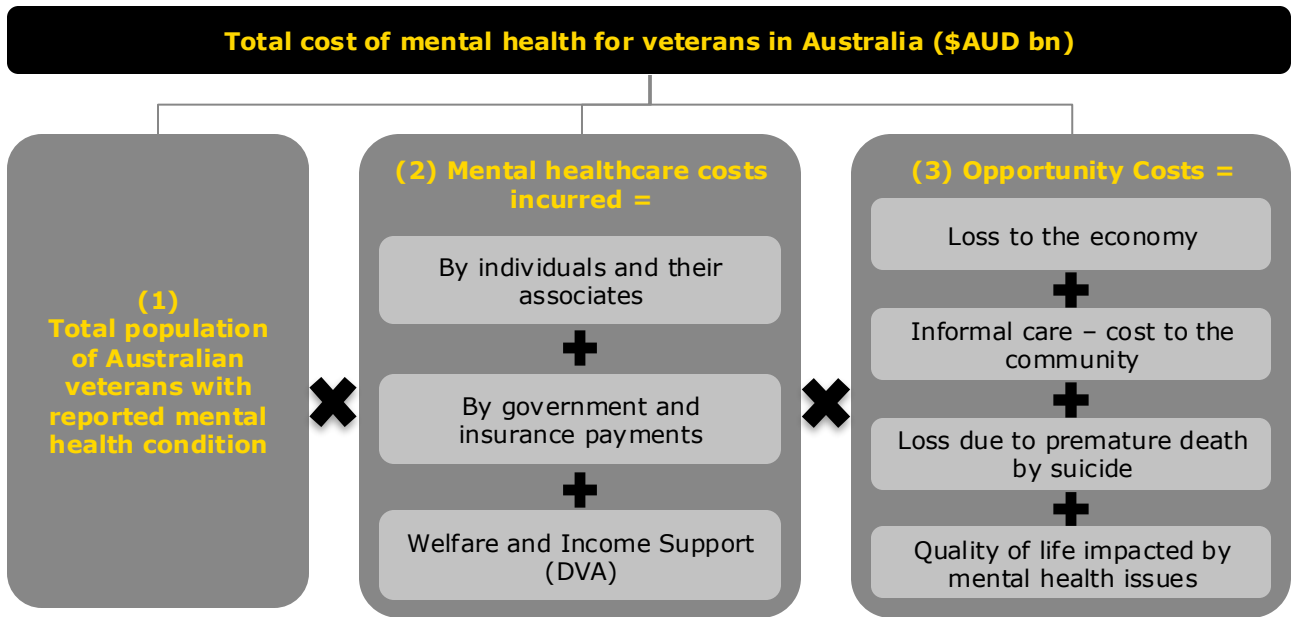 Total cost of mental health for veterans in Australia ($AUD bn)
(1)
Total population
of Australian
veterans with
reported mental
health condition
(2) Mental healthcare costs
incurred =
By individuals and their
associates
By government and
insurance payments
Welfare and Income Support
(DVA)
(3) Opportunity Costs =
Loss to the economy
Informal care – cost to the
community
Loss due to premature death
by suicide
Quality of life impacted by
mental health issues